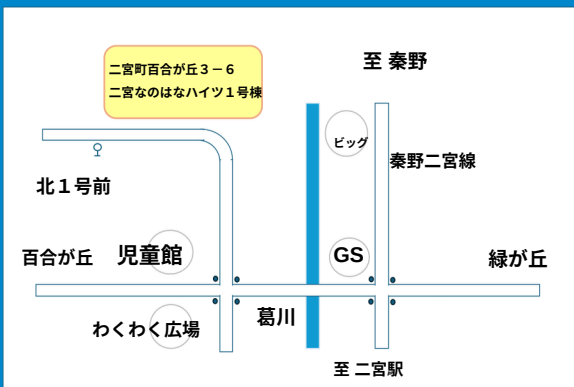 至 秦野
二宮町百合が丘３－６
二宮なのはなハイツ１号棟
ビッグ
秦野二宮線
北１号前
百合が丘
児童館
GS
緑が丘
葛川
わくわく広場
至 二宮駅